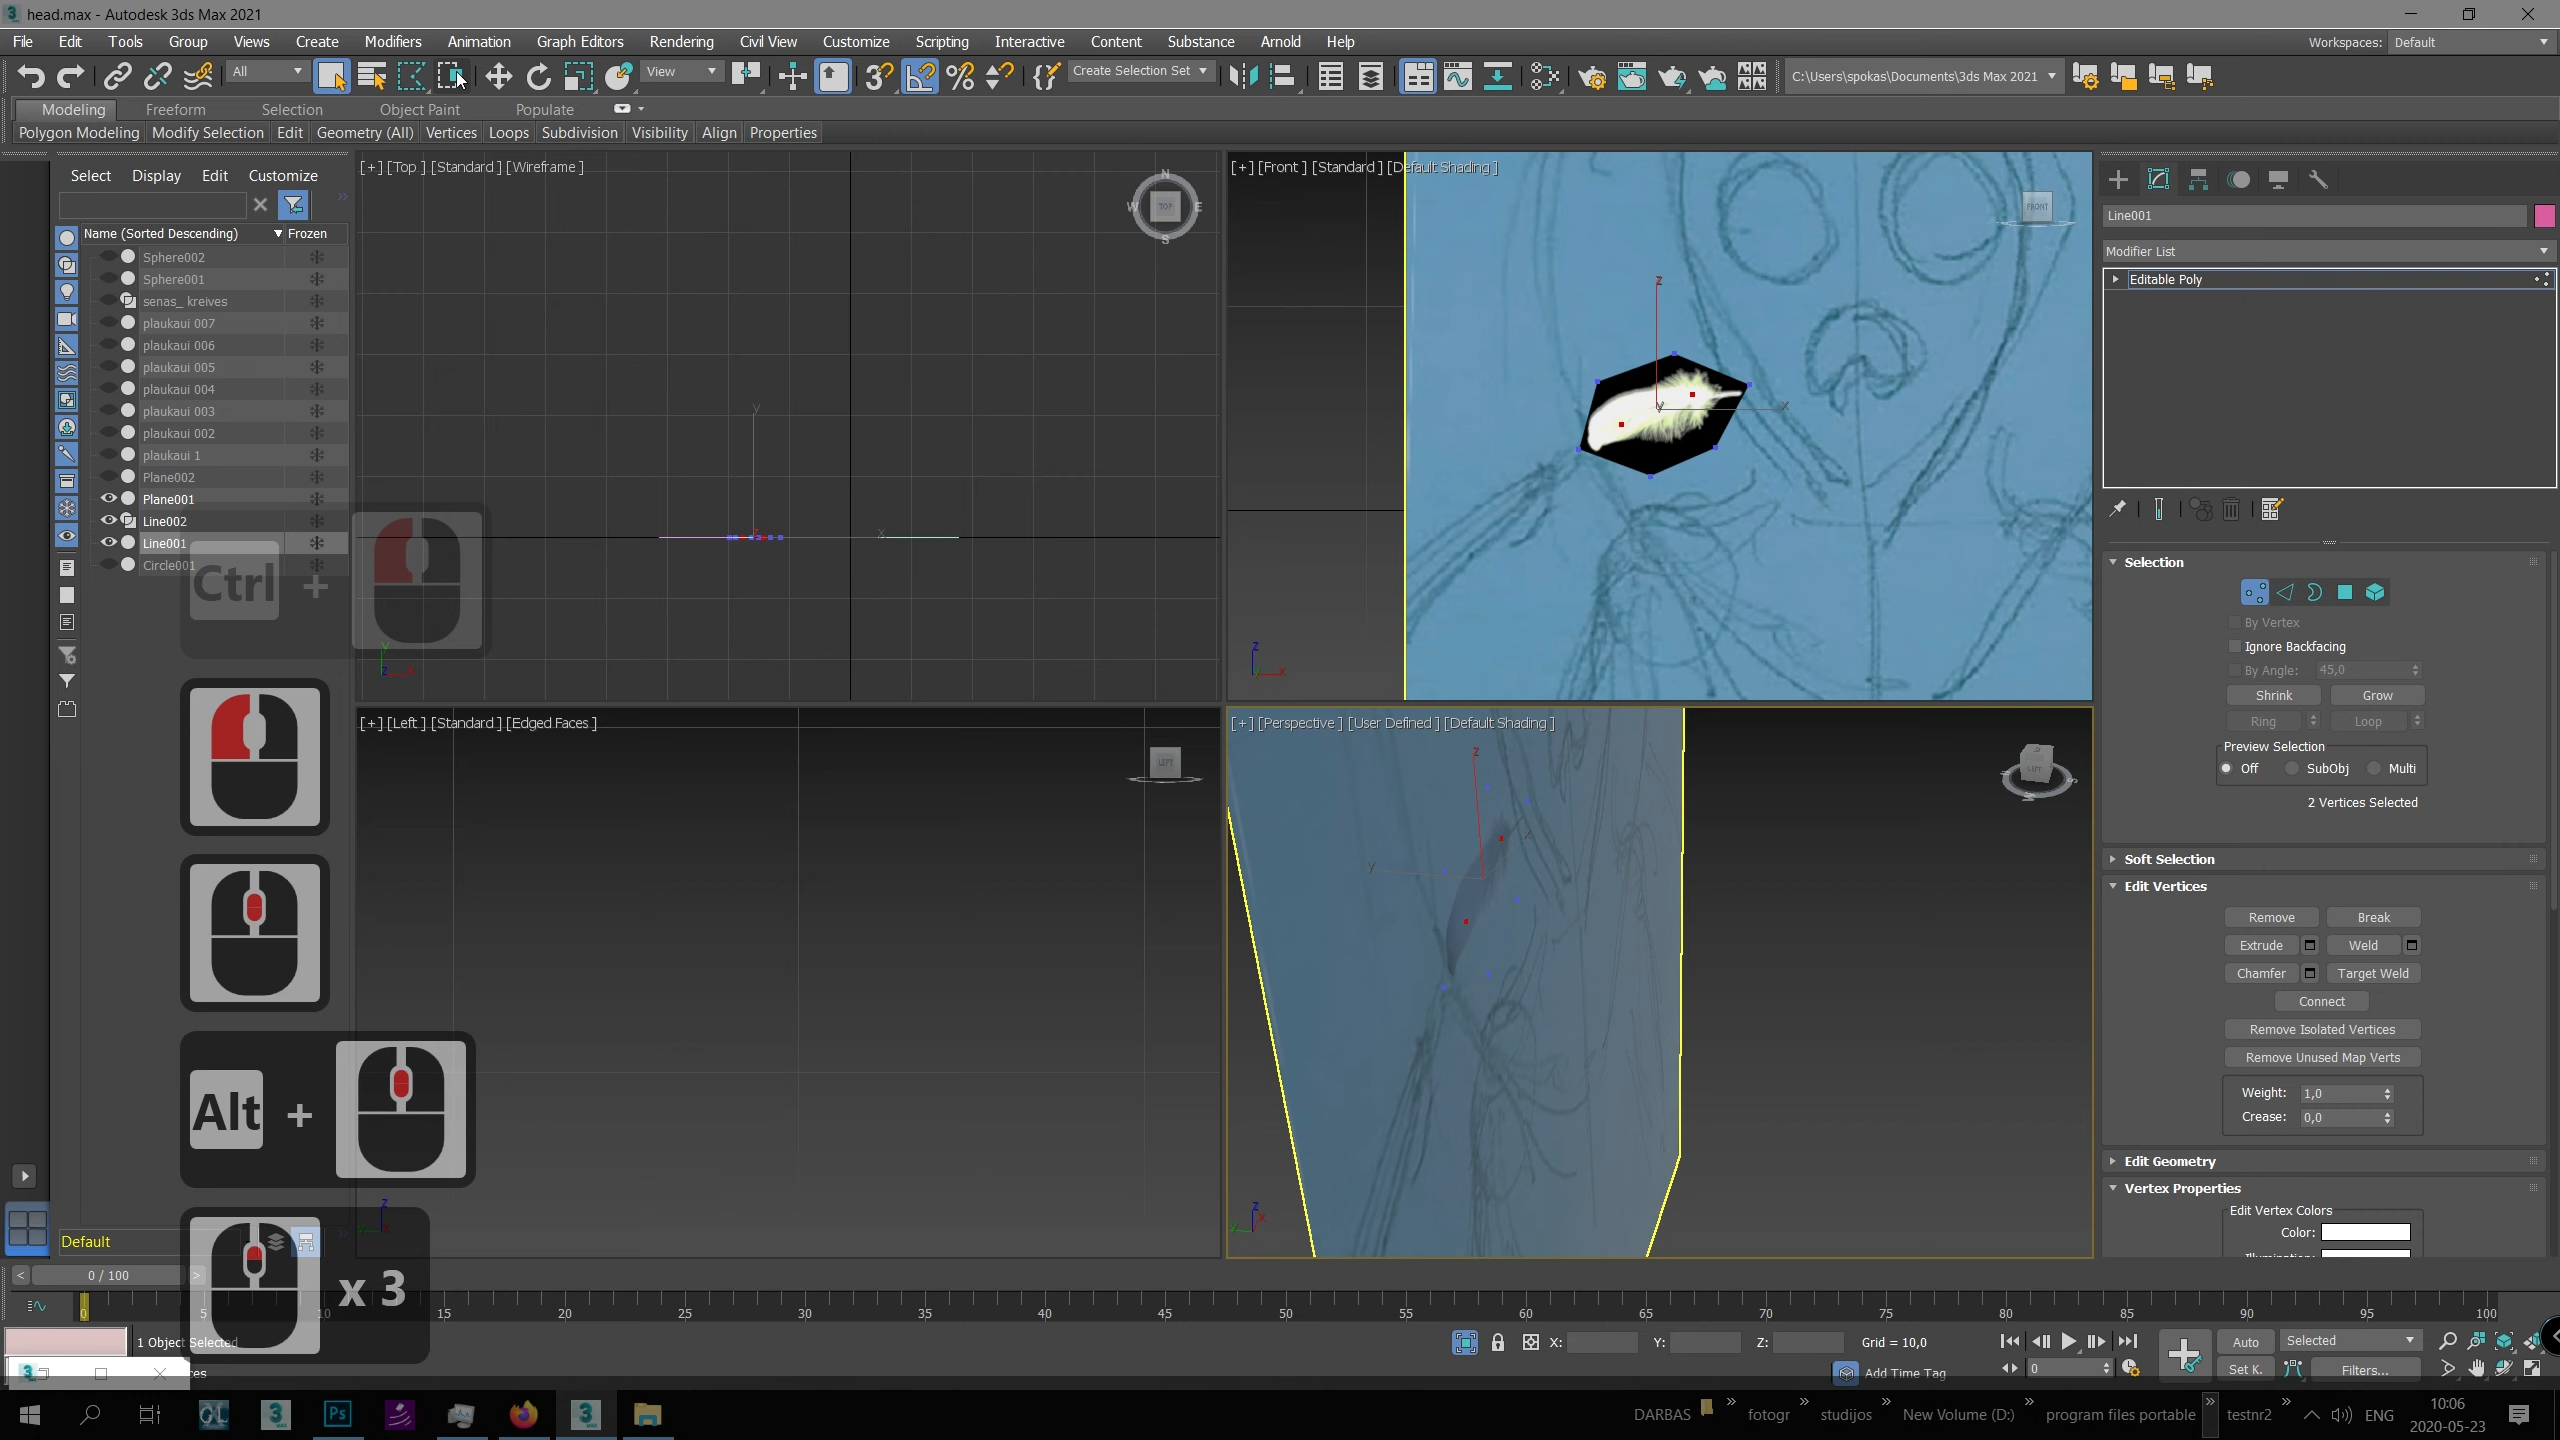 head.max - Autodesk 3ds Max 2021
File Edit Tools Group Views Create Modifiers Animation Graph Editors Rendering Civil View Customize Scripting Interactive Content Substance Arnold Help
Workspaces: Default
All View Create Selection Set C:\Users\spokas\Documents\3ds Max 2021
Modeling Freeform Selection Object Paint Populate
Polygon Modeling Modify Selection Edit Geometry (All) Vertices Loops Subdivision Visibility Align Properties
Select Display Edit Customize
Name (Sorted Descending) Frozen
Sphere002
Sphere001
senas_ kreives
plaukaui 007
plaukaui 006
plaukaui 005
plaukaui 004
plaukaui 003
plaukaui 002
plaukaui 1
Plane002
Plane001
Line002
Line001
Circle001
Ctrl +
Alt +
x 3
Default
[+] [Top ] [Standard ] [Wireframe ]
N
W TOP E
S
y
x
[+] [Front ] [Standard ] [Default Shading ]
FRONT
z
y x
[+] [Left ] [Standard ] [Edged Faces ]
LEFT
[+] [Perspective ] [User Defined ] [Default Shading ]
z
y x
LEFT
Line001
Modifier List
Editable Poly
Selection
By Vertex
Ignore Backfacing
By Angle: 45,0
Shrink Grow
Ring Loop
Preview Selection
Off SubObj Multi
2 Vertices Selected
Soft Selection
Edit Vertices
Remove Break
Extrude Weld
Chamfer Target Weld
Connect
Remove Isolated Vertices
Remove Unused Map Verts
Weight: 1,0
Crease: 0,0
Edit Geometry
Vertex Properties
Edit Vertex Colors
Color:
< 0 / 100 >
0 5 10 15 20 25 30 35 40 45 50 55 60 65 70 75 80 85 90 95 100
1 Object Selected
X: Y: Z: Grid = 10,0
Add Time Tag
Auto Selected
0 Set K. Filters...
DARBAS » fotogr » studijos » New Volume (D:) » program files portable » testnr2 » ENG 10:06
2020-05-23